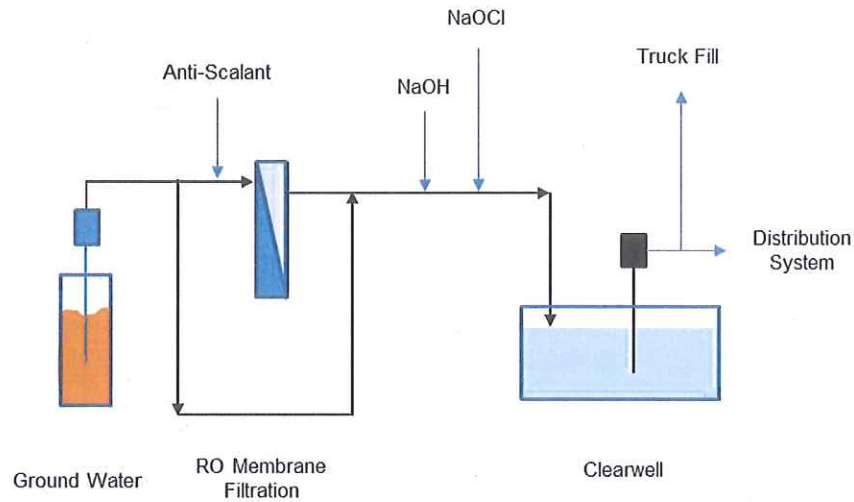 NaOCl
Truck Fill
Anti-Scalant
NaOH
Distribution
System
Ground Water
RO Membrane
Filtration
Clearwell